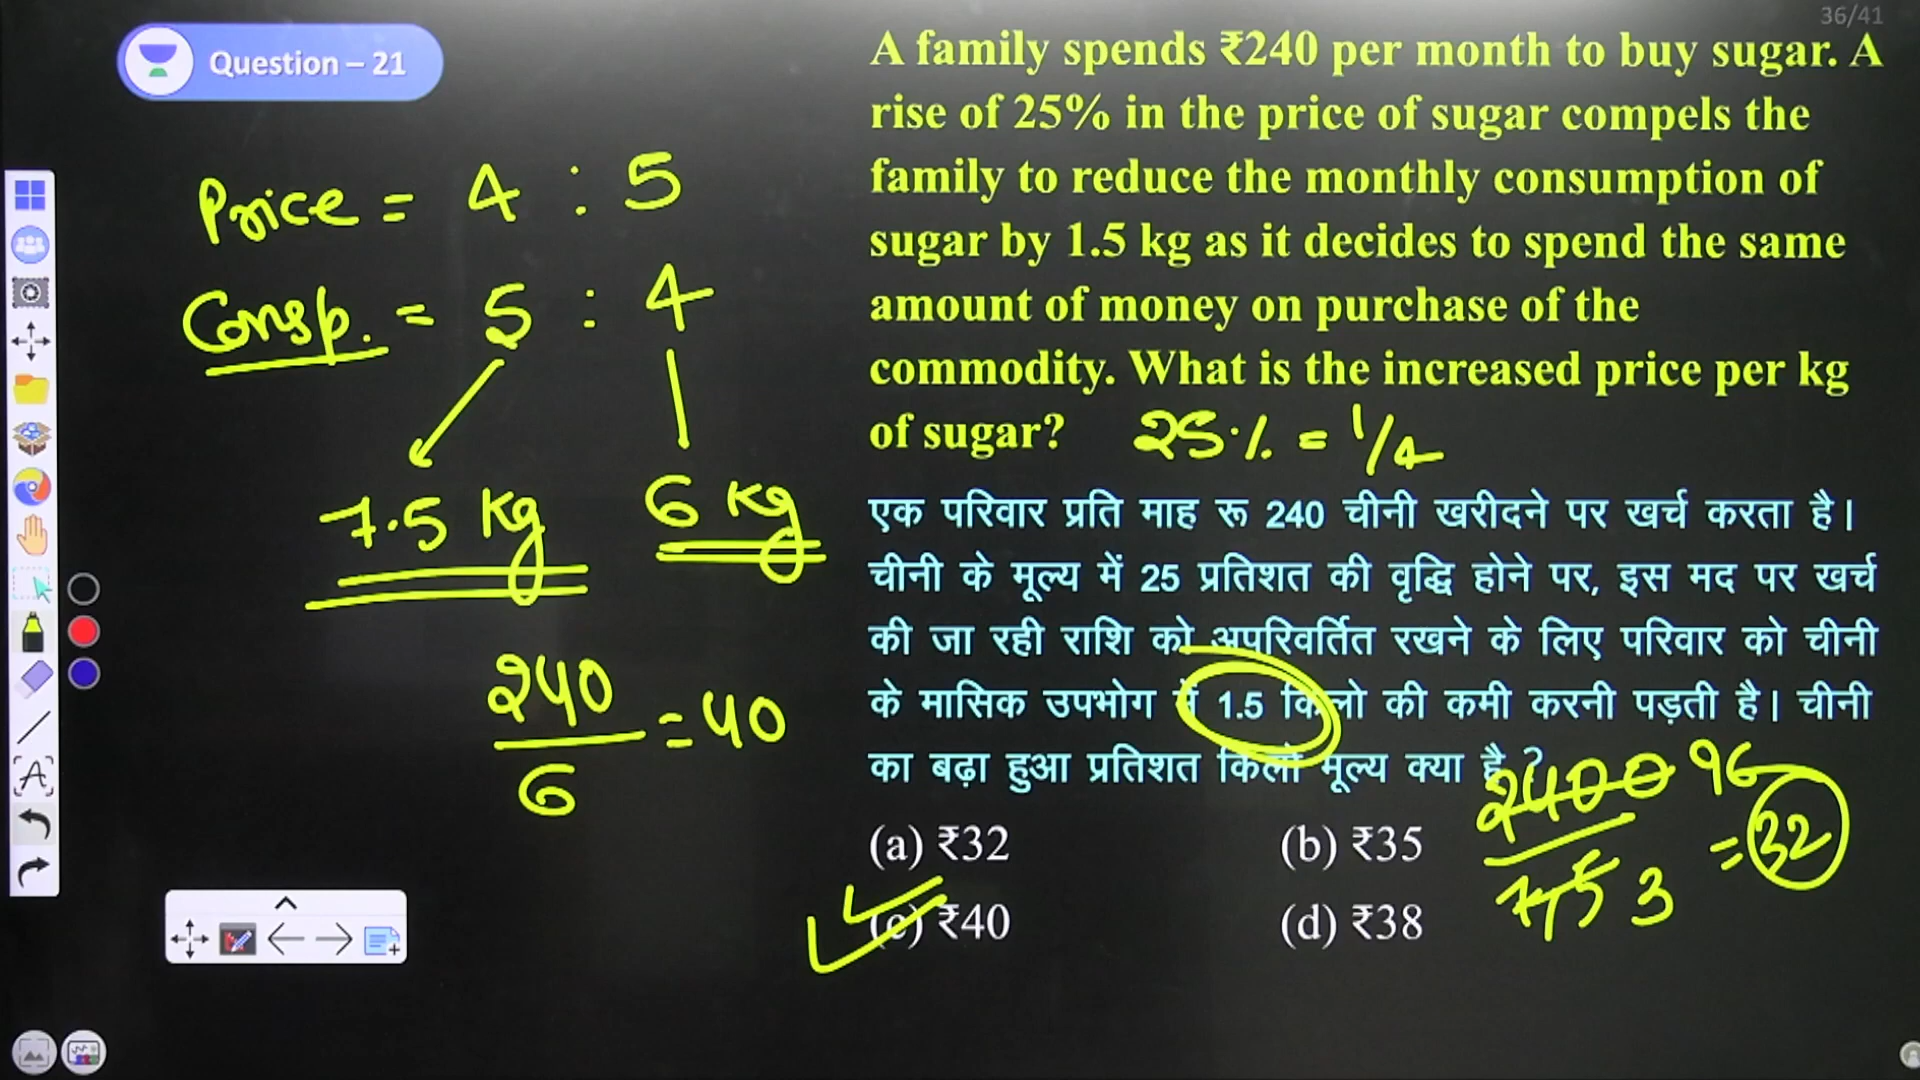 36/41
Question – 21
A family spends ₹240 per month to buy sugar. A
rise of 25% in the price of sugar compels the
family to reduce the monthly consumption of
sugar by 1.5 kg as it decides to spend the same
amount of money on purchase of the
commodity. What is the increased price per kg
of sugar?
25% = 1/4
एक परिवार प्रति माह रू 240 चीनी खरीदने पर खर्च करता है।
चीनी के मूल्य में 25 प्रतिशत की वृद्धि होने पर, इस मद पर खर्च
की जा रही राशि को अपरिवर्तित रखने के लिए परिवार को चीनी
के मासिक उपभोग में 1.5 किलो की कमी करनी पड़ती है। चीनी
का बढ़ा हुआ प्रतिशत किलो मूल्य क्या है?
(a) ₹32
(b) ₹35
(c) ₹40
(d) ₹38
Price = 4 : 5
Consp. = 5 : 4
7.5 kg
6 kg
240
6
= 40
2400 96
75 3
= 32